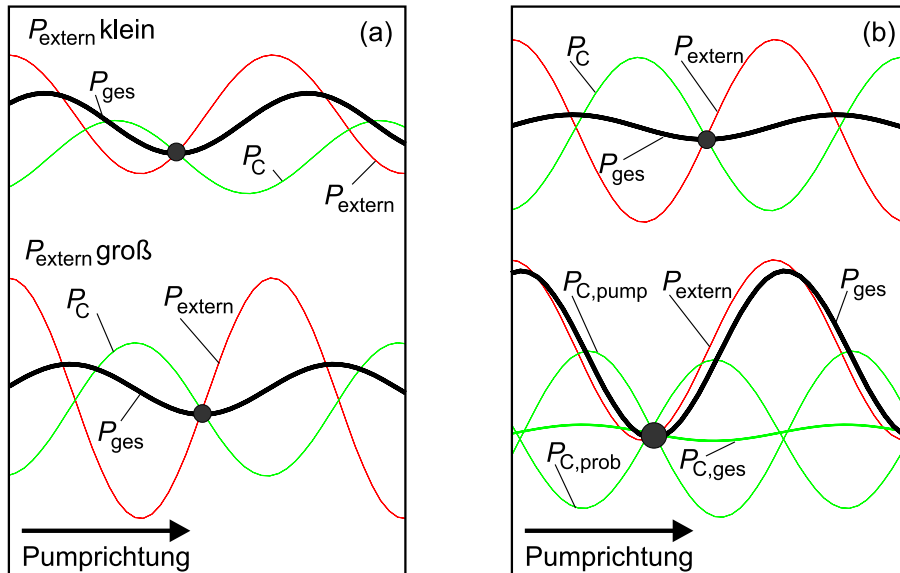 P_extern klein
(a)
P_ges
P_C
P_extern
P_extern groß
P_C
P_extern
P_ges
Pumprichtung
(b)
P_C
P_extern
P_ges
P_C,pump
P_extern
P_ges
P_C,prob
P_C,ges
Pumprichtung